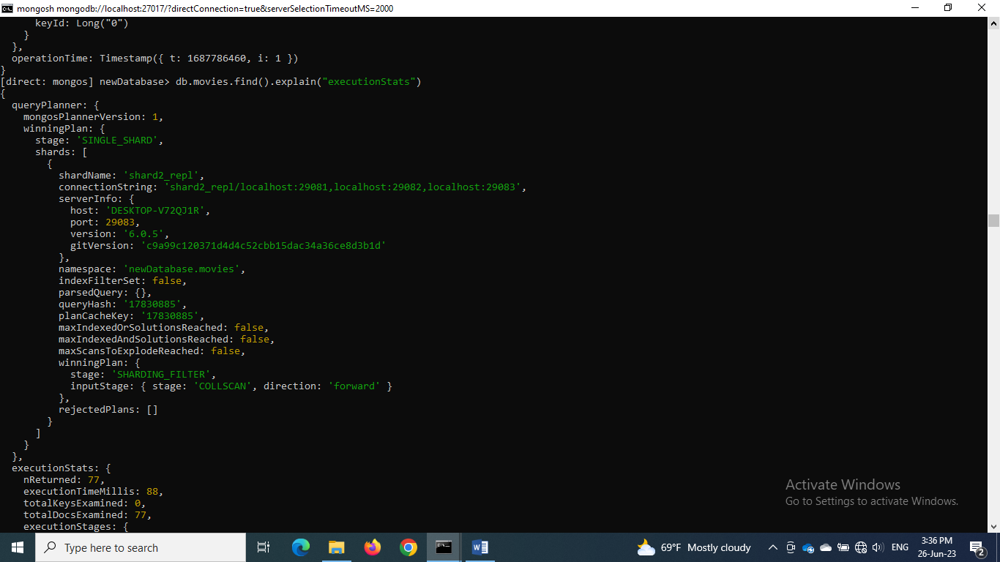 mongosh mongodb://localhost:27017/?directConnection=true&serverSelectionTimeoutMS=2000
      keyId: Long("0")
    }
  },
  operationTime: Timestamp({ t: 1687786460, i: 1 })
}
[direct: mongos] newDatabase> db.movies.find().explain("executionStats")
{
  queryPlanner: {
    mongosPlannerVersion: 1,
    winningPlan: {
      stage: 'SINGLE_SHARD',
      shards: [
        {
          shardName: 'shard2_repl',
          connectionString: 'shard2_repl/localhost:29081,localhost:29082,localhost:29083',
          serverInfo: {
            host: 'DESKTOP-V72QJ1R',
            port: 29083,
            version: '6.0.5',
            gitVersion: 'c9a99c120371d4d4c52cbb15dac34a36ce8d3b1d'
          },
          namespace: 'newDatabase.movies',
          indexFilterSet: false,
          parsedQuery: {},
          queryHash: '17830885',
          planCacheKey: '17830885',
          maxIndexedOrSolutionsReached: false,
          maxIndexedAndSolutionsReached: false,
          maxScansToExplodeReached: false,
          winningPlan: {
            stage: 'SHARDING_FILTER',
            inputStage: { stage: 'COLLSCAN', direction: 'forward' }
          },
          rejectedPlans: []
        }
      ]
    }
  },
  executionStats: {
    nReturned: 77,
    executionTimeMillis: 88,
    totalKeysExamined: 0,
    totalDocsExamined: 77,
    executionStages: {
Activate Windows
Go to Settings to activate Windows.
Type here to search
69°F Mostly cloudy
ENG
3:36 PM
26-Jun-23
2